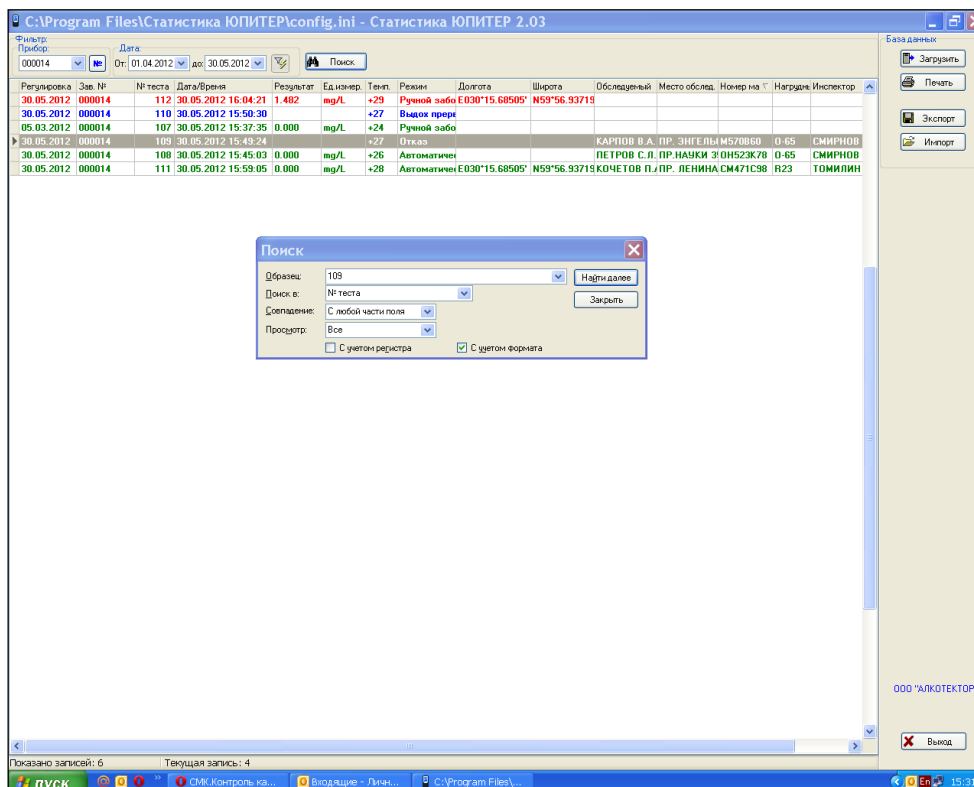 C:\Program Files\Статистика ЮПИТЕР\config.ini - Статистика ЮПИТЕР 2.03
Фильтр:
Прибор: Дата:
000014 № От: 01.04.2012 до: 30.05.2012 Поиск
База данных
Загрузить
Печать
Экспорт
Импорт
Регулировка Зав. № № теста Дата/Время Результат Ед.измер. Темп. Режим Долгота Широта Обследуемый Место обслед. Номер ма Нагрудн Инспектор
30.05.2012 000014 112 30.05.2012 16:04:21 1.482 mg/L +29 Ручной забо E030°15.68505' N59°56.93719
30.05.2012 000014 110 30.05.2012 15:50:30 +27 Выдох прерв
05.03.2012 000014 107 30.05.2012 15:37:35 0.000 mg/L +24 Ручной забо
30.05.2012 000014 109 30.05.2012 15:49:24 +27 Отказ КАРПОВ В.А. ПР. ЭНГЕЛЬ М570В60 О-65 СМИРНОВ
30.05.2012 000014 108 30.05.2012 15:45:03 0.000 mg/L +26 Автоматичес ПЕТРОВ С.Л. ПР.НАУКИ 3 ОН523К78 О-65 СМИРНОВ
30.05.2012 000014 111 30.05.2012 15:59:05 0.000 mg/L +28 Автоматичес E030°15.68505' N59°56.93719 КОЧЕТОВ П. ПР. ЛЕНИНА СМ471С98 R23 ТОМИЛИН
Поиск
Образец: 109 Найти далее
Поиск в: № теста Закрыть
Совпадение: С любой части поля
Просмотр: Все
С учетом регистра С учетом формата
ООО "АЛКОТЕКТОР
Выход
Показано записей: 6 Текущая запись: 4
пуск СМК.Контроль ка... Входящие - Личн... C:\Program Files\... En 15:31